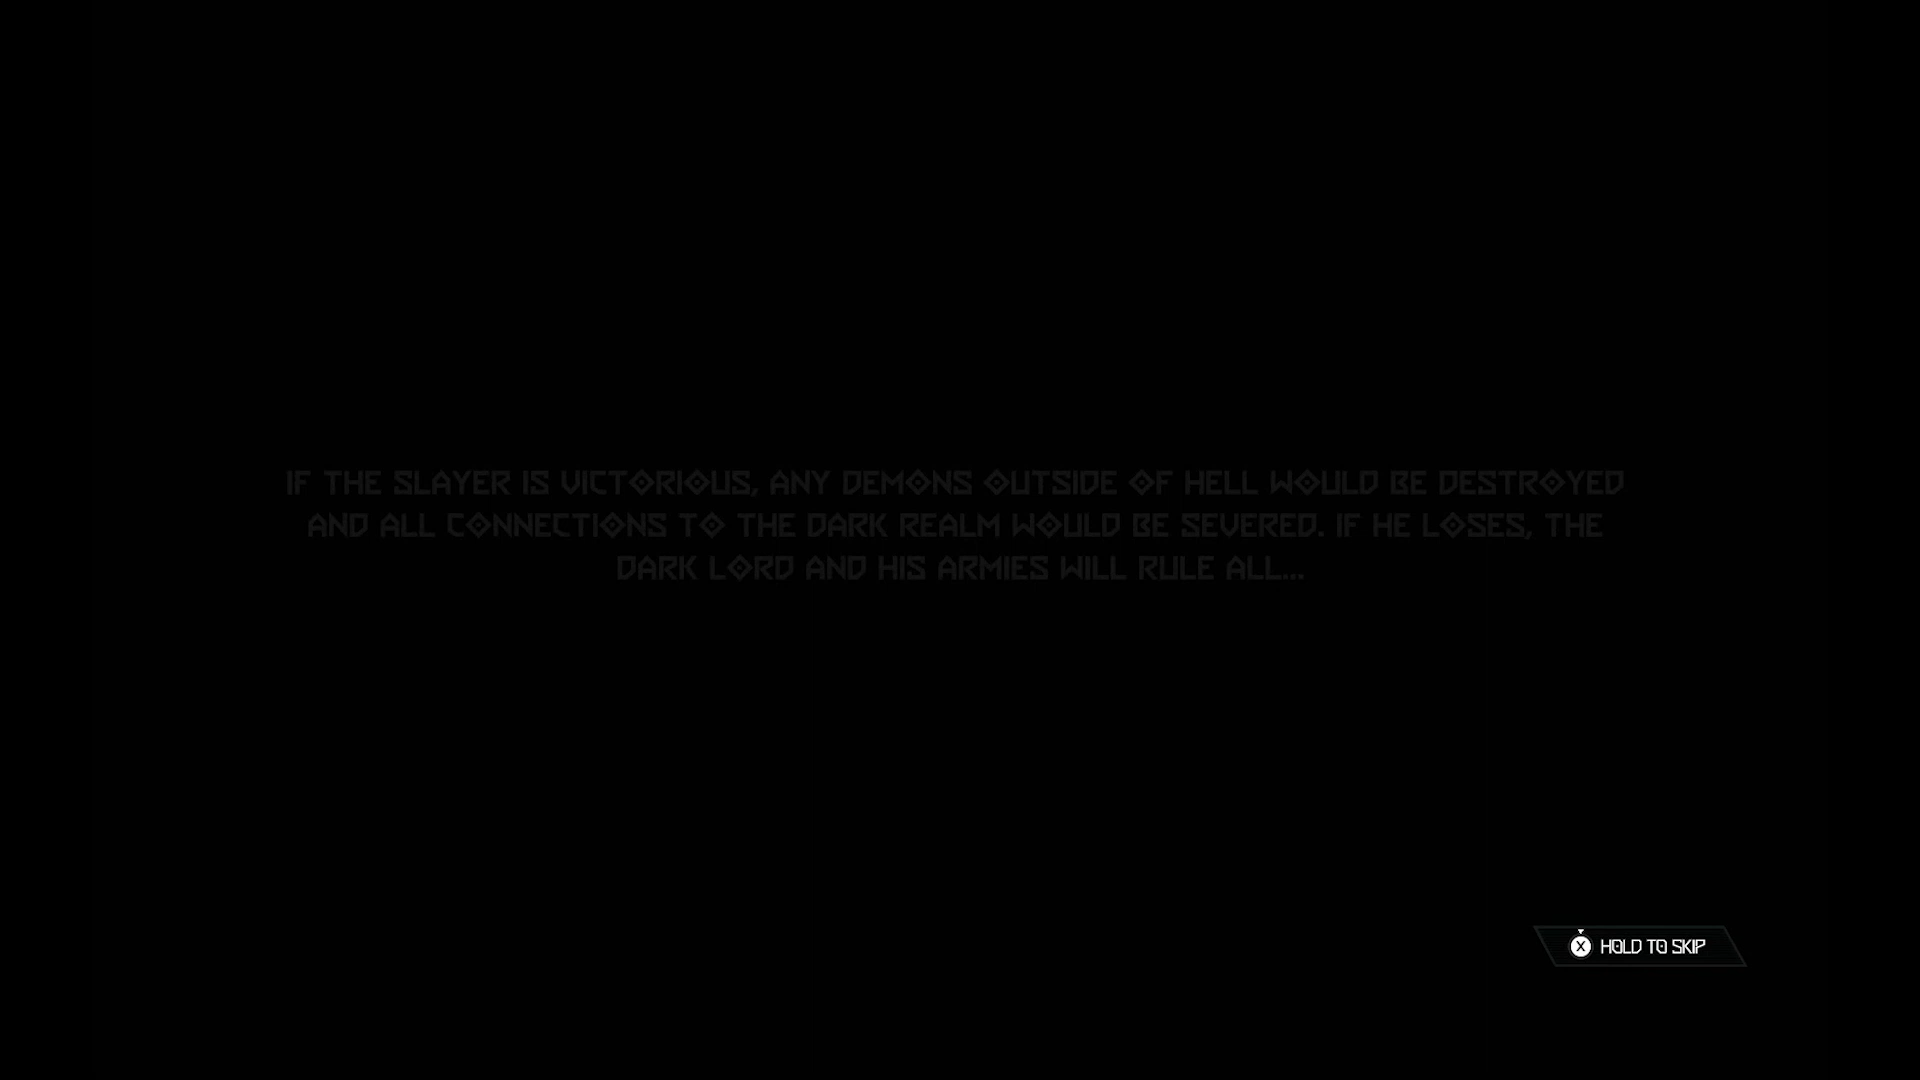 IF THE SLAYER IS VICTORIOUS, ANY DEMONS OUTSIDE OF HELL WOULD BE DESTROYED
AND ALL CONNECTIONS TO THE DARK REALM WOULD BE SEVERED. IF HE LOSES, THE
DARK LORD AND HIS ARMIES WILL RULE ALL...
X HOLD TO SKIP